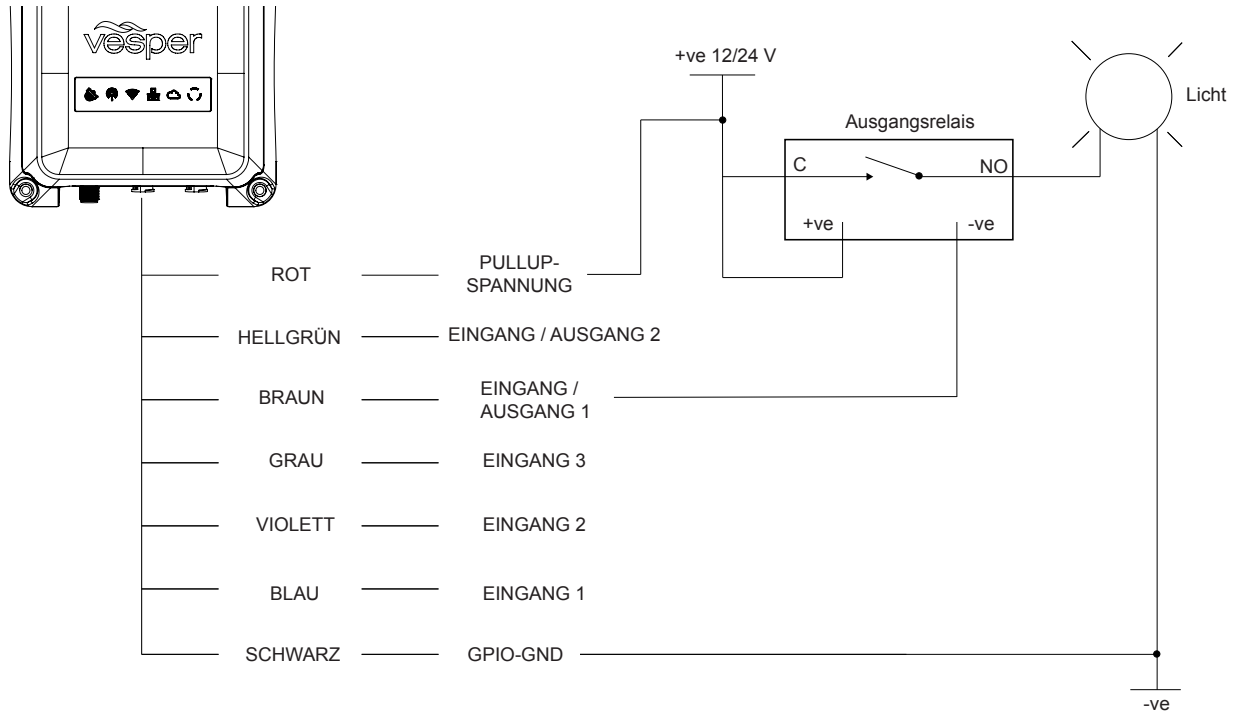 vesper
+ve 12/24 V
Licht
Ausgangsrelais
C
NO
+ve
-ve
ROT
PULLUP-
SPANNUNG
HELLGRÜN
EINGANG / AUSGANG 2
BRAUN
EINGANG /
AUSGANG 1
GRAU
EINGANG 3
VIOLETT
EINGANG 2
BLAU
EINGANG 1
SCHWARZ
GPIO-GND
-ve